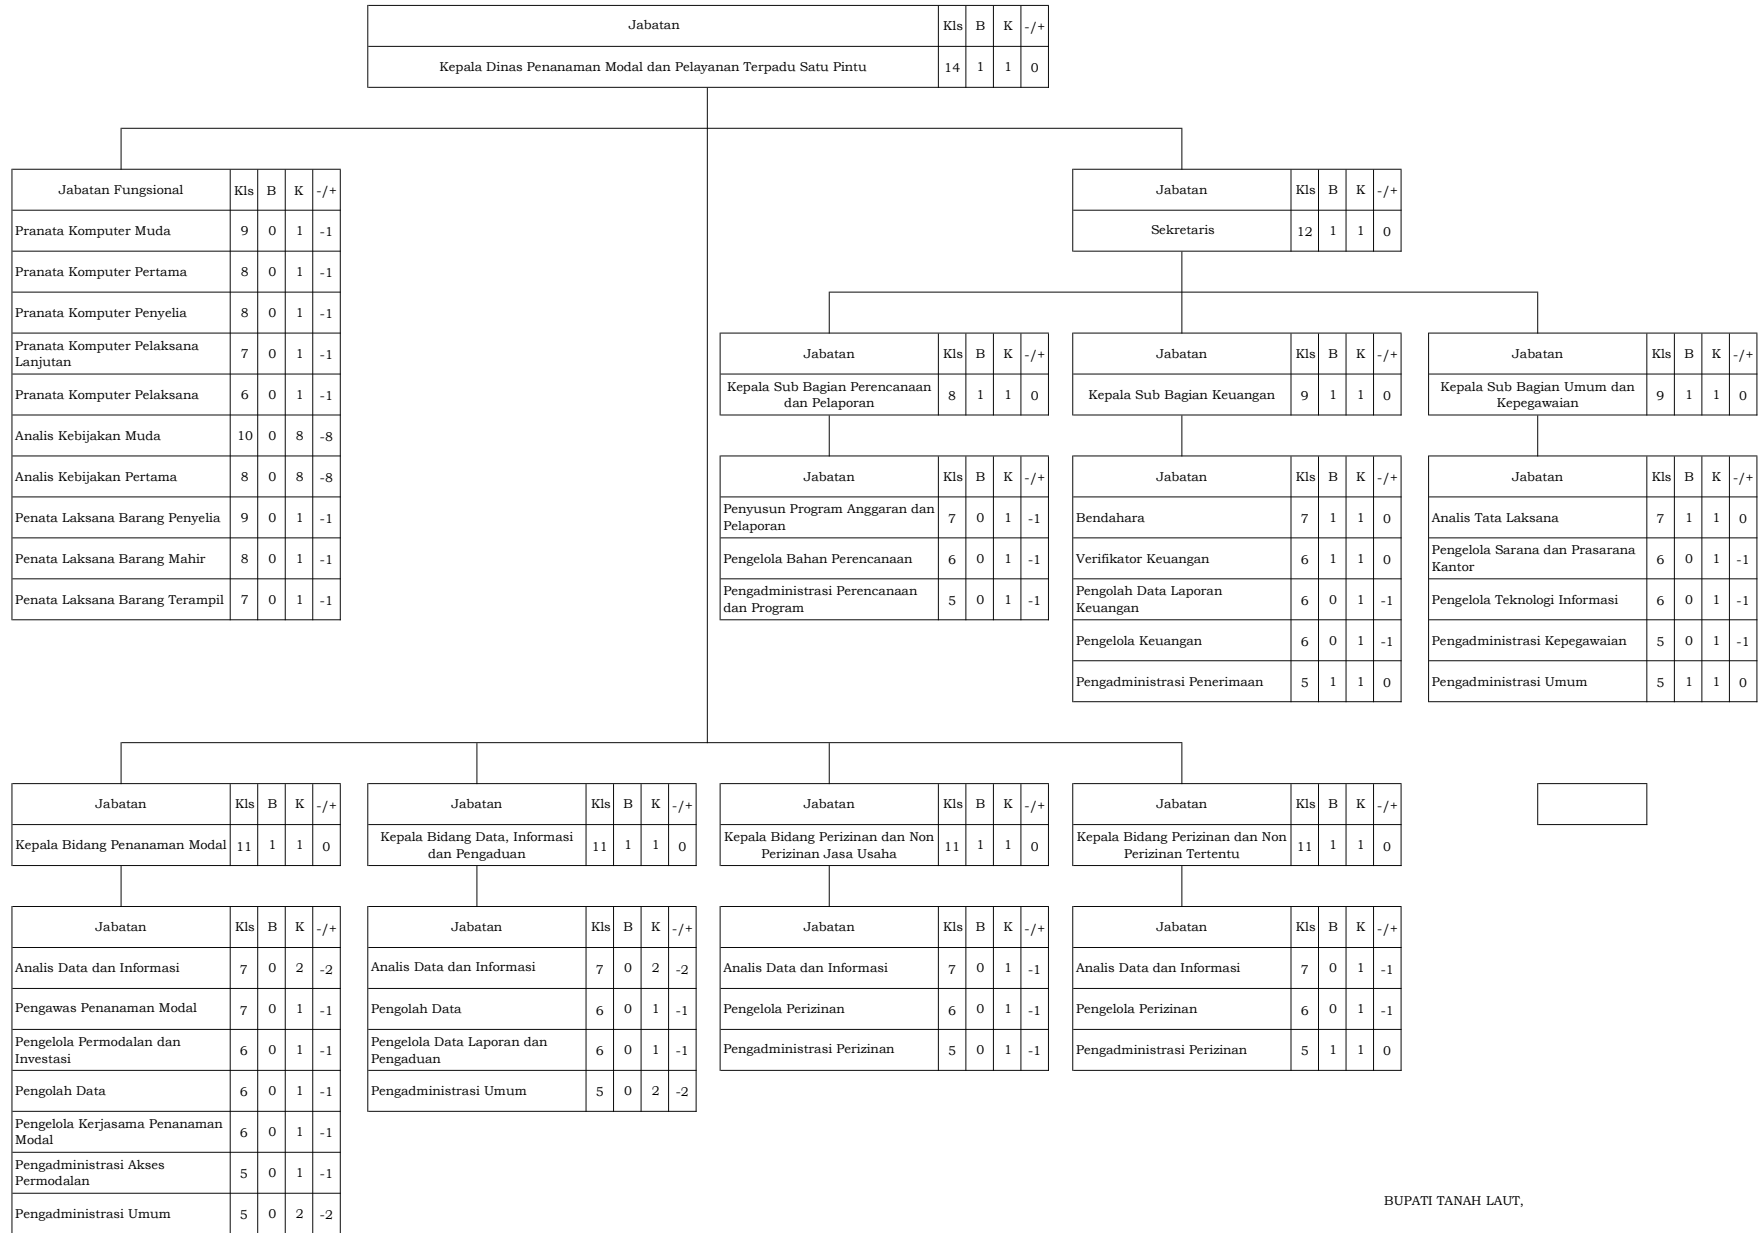 Jabatan Kls B K -/+
Kepala Dinas Penanaman Modal dan Pelayanan Terpadu Satu Pintu 14 1 1 0
Jabatan Fungsional Kls B K -/+
Pranata Komputer Muda 9 0 1 -1
Pranata Komputer Pertama 8 0 1 -1
Pranata Komputer Penyelia 8 0 1 -1
Pranata Komputer Pelaksana
Lanjutan 7 0 1 -1
Pranata Komputer Pelaksana 6 0 1 -1
Analis Kebijakan Muda 10 0 8 -8
Analis Kebijakan Pertama 8 0 8 -8
Penata Laksana Barang Penyelia 9 0 1 -1
Penata Laksana Barang Mahir 8 0 1 -1
Penata Laksana Barang Terampil 7 0 1 -1
Jabatan Kls B K -/+
Sekretaris 12 1 1 0
Jabatan Kls B K -/+
Kepala Sub Bagian Perencanaan
dan Pelaporan 8 1 1 0
Jabatan Kls B K -/+
Penyusun Program Anggaran dan
Pelaporan 7 0 1 -1
Pengelola Bahan Perencanaan 6 0 1 -1
Pengadministrasi Perencanaan
dan Program 5 0 1 -1
Jabatan Kls B K -/+
Kepala Sub Bagian Keuangan 9 1 1 0
Jabatan Kls B K -/+
Bendahara 7 1 1 0
Verifikator Keuangan 6 1 1 0
Pengolah Data Laporan
Keuangan 6 0 1 -1
Pengelola Keuangan 6 0 1 -1
Pengadministrasi Penerimaan 5 1 1 0
Jabatan Kls B K -/+
Kepala Sub Bagian Umum dan
Kepegawaian 9 1 1 0
Jabatan Kls B K -/+
Analis Tata Laksana 7 1 1 0
Pengelola Sarana dan Prasarana
Kantor 6 0 1 -1
Pengelola Teknologi Informasi 6 0 1 -1
Pengadministrasi Kepegawaian 5 0 1 -1
Pengadministrasi Umum 5 1 1 0
Jabatan Kls B K -/+
Kepala Bidang Penanaman Modal 11 1 1 0
Jabatan Kls B K -/+
Analis Data dan Informasi 7 0 2 -2
Pengawas Penanaman Modal 7 0 1 -1
Pengelola Permodalan dan
Investasi 6 0 1 -1
Pengolah Data 6 0 1 -1
Pengelola Kerjasama Penanaman
Modal 6 0 1 -1
Pengadministrasi Akses
Permodalan 5 0 1 -1
Pengadministrasi Umum 5 0 2 -2
Jabatan Kls B K -/+
Kepala Bidang Data, Informasi
dan Pengaduan 11 1 1 0
Jabatan Kls B K -/+
Analis Data dan Informasi 7 0 2 -2
Pengolah Data 6 0 1 -1
Pengelola Data Laporan dan
Pengaduan 6 0 1 -1
Pengadministrasi Umum 5 0 2 -2
Jabatan Kls B K -/+
Kepala Bidang Perizinan dan Non
Perizinan Jasa Usaha 11 1 1 0
Jabatan Kls B K -/+
Analis Data dan Informasi 7 0 1 -1
Pengelola Perizinan 6 0 1 -1
Pengadministrasi Perizinan 5 0 1 -1
Jabatan Kls B K -/+
Kepala Bidang Perizinan dan Non
Perizinan Tertentu 11 1 1 0
Jabatan Kls B K -/+
Analis Data dan Informasi 7 0 1 -1
Pengelola Perizinan 6 0 1 -1
Pengadministrasi Perizinan 5 1 1 0
BUPATI TANAH LAUT,